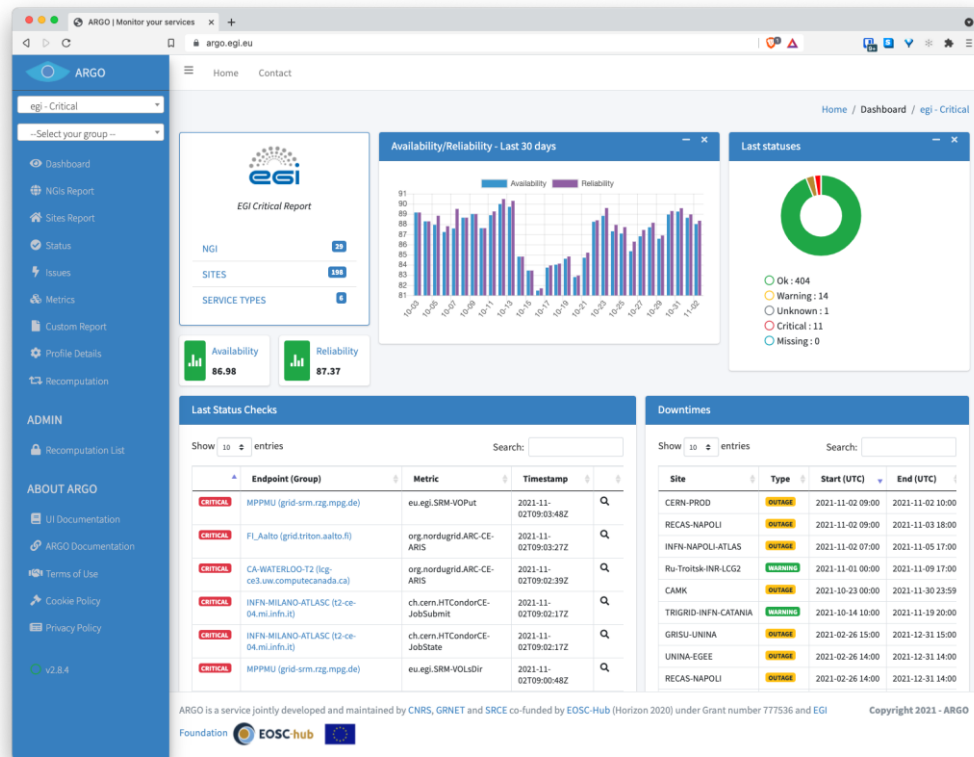 ARGO | Monitor your services
argo.egi.eu
9+
ARGO
egi - Critical
--Select your group --
Dashboard
NGIs Report
Sites Report
Status
Issues
Metrics
Custom Report
Profile Details
Recomputation
ADMIN
Recomputation List
ABOUT ARGO
UI Documentation
ARGO Documentation
Terms of Use
Cookie Policy
Privacy Policy
v2.8.4
Home Contact
Home / Dashboard / egi - Critical
egi
EGI Critical Report
NGI 29
SITES 198
SERVICE TYPES 6
Availability
86.98
Reliability
87.37
Availability/Reliability - Last 30 days
Availability Reliability
91
90
89
88
87
86
85
84
83
82
81
10-03 10-05 10-07 10-09 10-11 10-13 10-15 10-17 10-19 10-21 10-23 10-25 10-27 10-29 10-31 11-02
Last statuses
Ok : 404
Warning : 14
Unknown : 1
Critical : 11
Missing : 0
Last Status Checks
Show 10 entries Search:
Endpoint (Group) Metric Timestamp
CRITICAL MPPMU (grid-srm.rzg.mpg.de) eu.egi.SRM-VOPut 2021-11-
02T09:03:48Z
CRITICAL FI_Aalto (grid.triton.aalto.fi) org.nordugrid.ARC-CE- 2021-11-
ARIS 02T09:03:27Z
CRITICAL CA-WATERLOO-T2 (lcg- org.nordugrid.ARC-CE- 2021-11-
ce3.uw.computecanada.ca) ARIS 02T09:02:39Z
CRITICAL INFN-MILANO-ATLASC (t2-ce- ch.cern.HTCondorCE- 2021-11-
04.mi.infn.it) JobSubmit 02T09:02:17Z
CRITICAL INFN-MILANO-ATLASC (t2-ce- ch.cern.HTCondorCE- 2021-11-
04.mi.infn.it) JobState 02T09:02:17Z
CRITICAL MPPMU (grid-srm.rzg.mpg.de) eu.egi.SRM-VOLsDir 2021-11-
02T09:00:48Z
Downtimes
Show 10 entries Search:
Site Type Start (UTC) End (UTC)
CERN-PROD OUTAGE 2021-11-02 09:00 2021-11-02 10:00
RECAS-NAPOLI OUTAGE 2021-11-02 09:00 2021-11-03 18:00
INFN-NAPOLI-ATLAS OUTAGE 2021-11-02 07:00 2021-11-05 17:00
Ru-Troitsk-INR-LCG2 WARNING 2021-11-01 00:00 2021-11-09 17:00
CAMK OUTAGE 2021-10-23 00:00 2021-11-30 23:59
TRIGRID-INFN-CATANIA WARNING 2021-10-14 10:00 2021-11-19 20:00
GRISU-UNINA OUTAGE 2021-02-26 15:00 2021-12-31 15:00
UNINA-EGEE OUTAGE 2021-02-26 14:00 2021-12-31 14:00
RECAS-NAPOLI OUTAGE 2021-02-26 14:00 2021-12-31 14:00
ARGO is a service jointly developed and maintained by CNRS, GRNET and SRCE co-funded by EOSC-Hub (Horizon 2020) under Grant number 777536 and EGI Copyright 2021 - ARGO
Foundation EOSC-hub